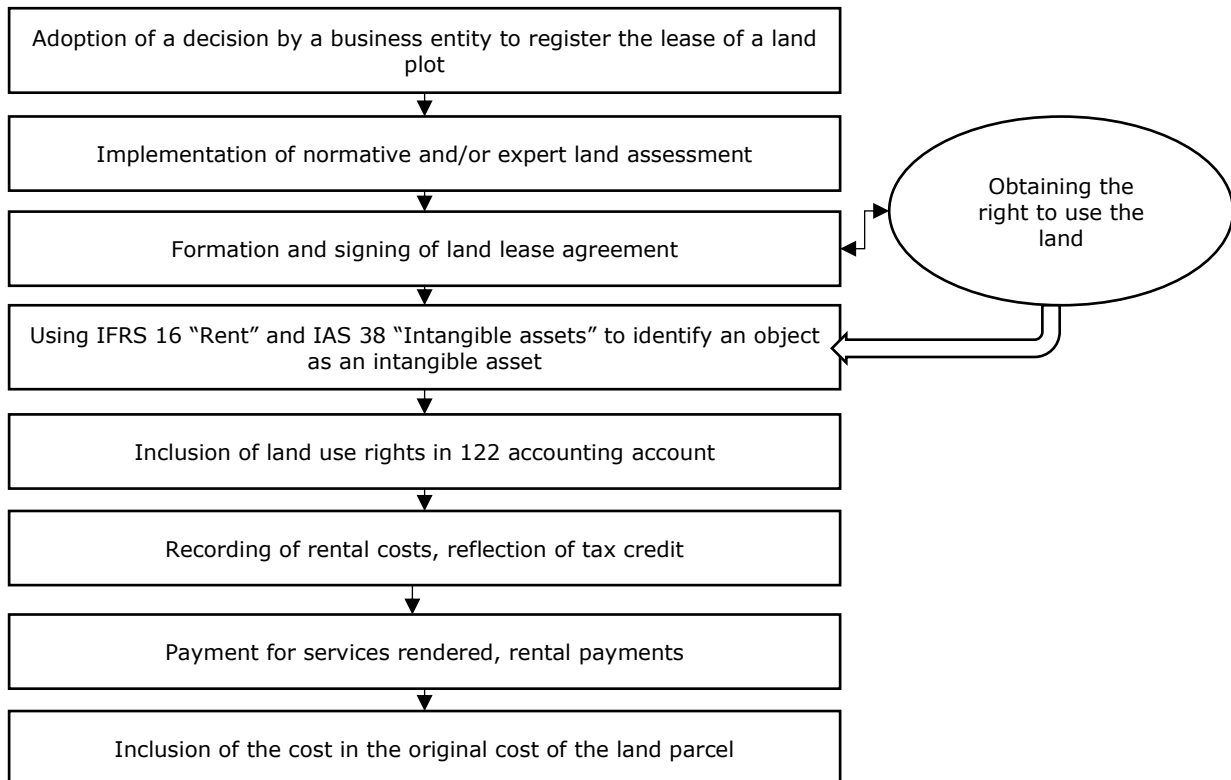 Adoption of a decision by a business entity to register the lease of a land
plot
Implementation of normative and/or expert land assessment
Obtaining the
right to use the
land
Formation and signing of land lease agreement
Using IFRS 16 “Rent” and IAS 38 “Intangible assets” to identify an object
as an intangible asset
Inclusion of land use rights in 122 accounting account
Recording of rental costs, reflection of tax credit
Payment for services rendered, rental payments
Inclusion of the cost in the original cost of the land parcel